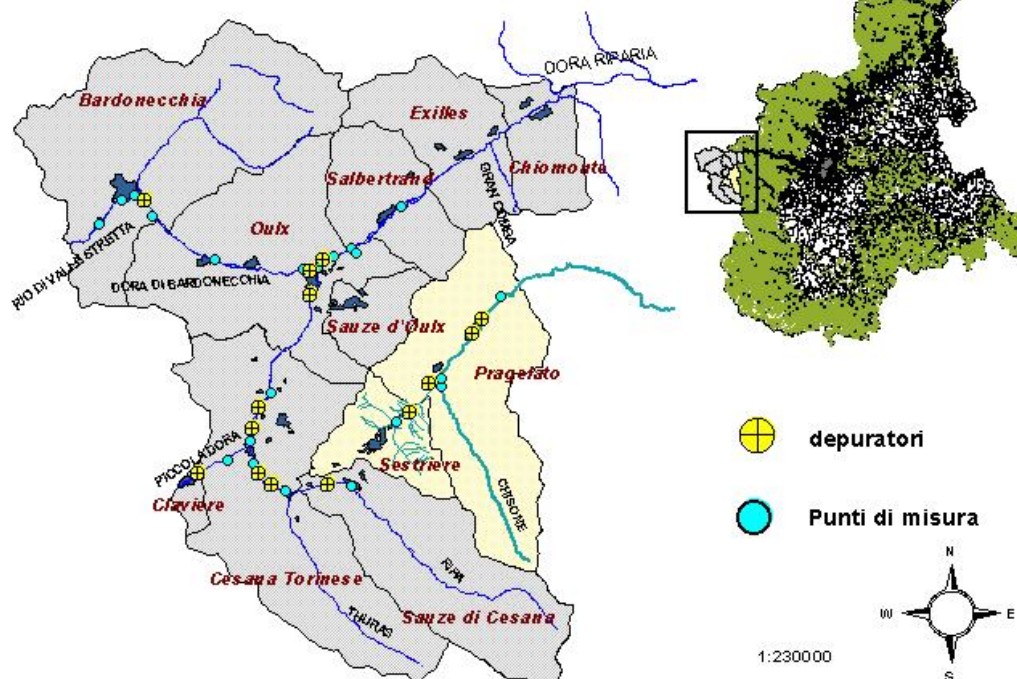 DORA RIPARIA
Bardonecchia
Exilles
Chiomonte
Salbertrand
GRAN COMBA
Oulx
RIO DI VALLE STRETTA
DORA DI BARDONECCHIA
Sauze d'Oulx
Pragelato
depuratori
PICCOLA DORA
Sestriere
Claviere
CHISONE
Punti di misura
Cesana Torinese
RIPA
Sauze di Cesana
THURAS
N
W
E
S
1:230000